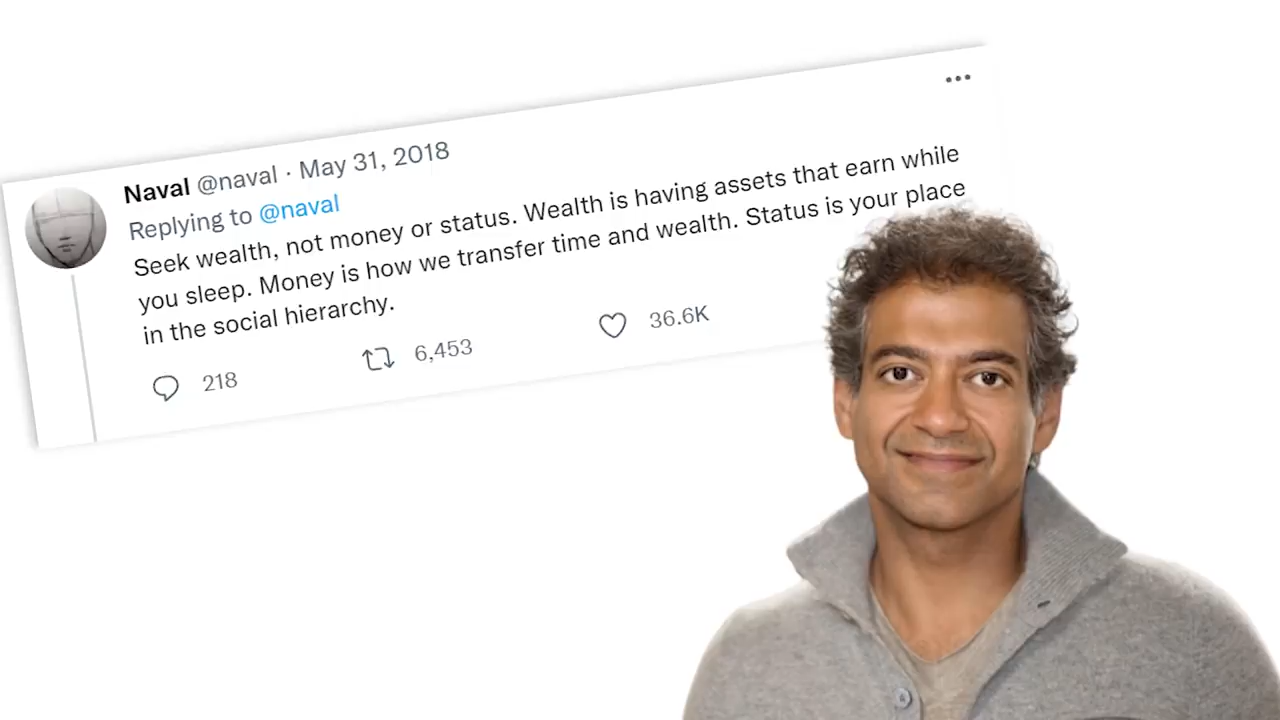 Naval @naval · May 31, 2018
Replying to @naval
Seek wealth, not money or status. Wealth is having assets that earn while
you sleep. Money is how we transfer time and wealth. Status is your place
in the social hierarchy.
218 6,453 36.6K